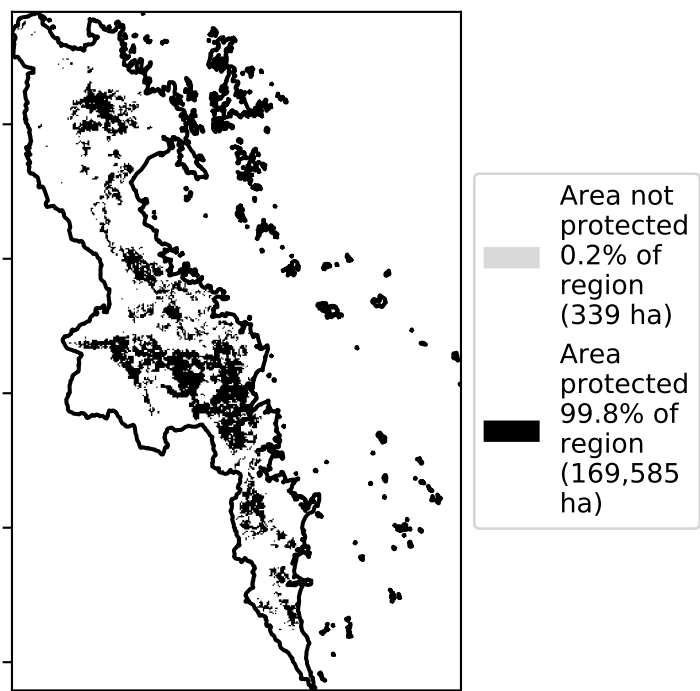 Area not
protected
0.2% of
region
(339 ha)
Area
protected
99.8% of
region
(169,585
ha)